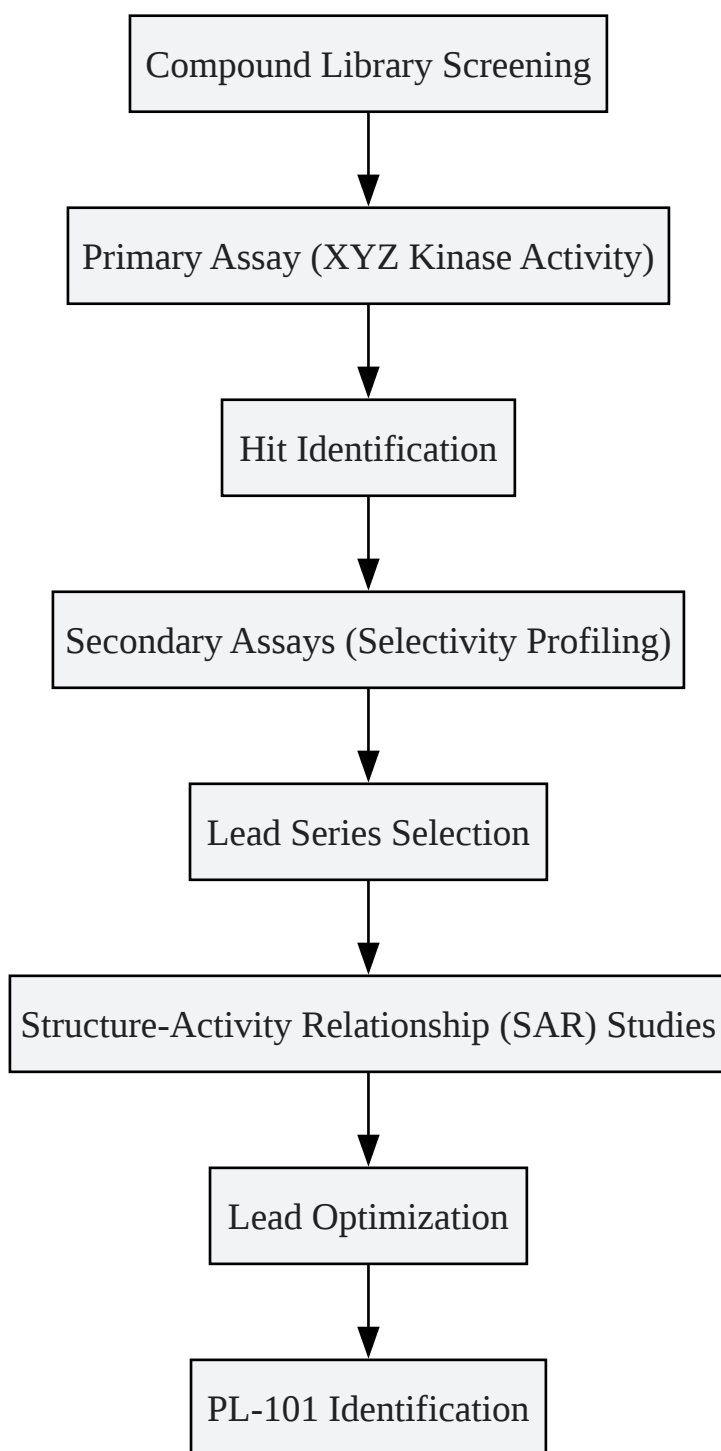 Compound Library Screening
Primary Assay (XYZ Kinase Activity)
Hit Identification
Secondary Assays (Selectivity Profiling)
Lead Series Selection
Structure-Activity Relationship (SAR) Studies
Lead Optimization
PL-101 Identification